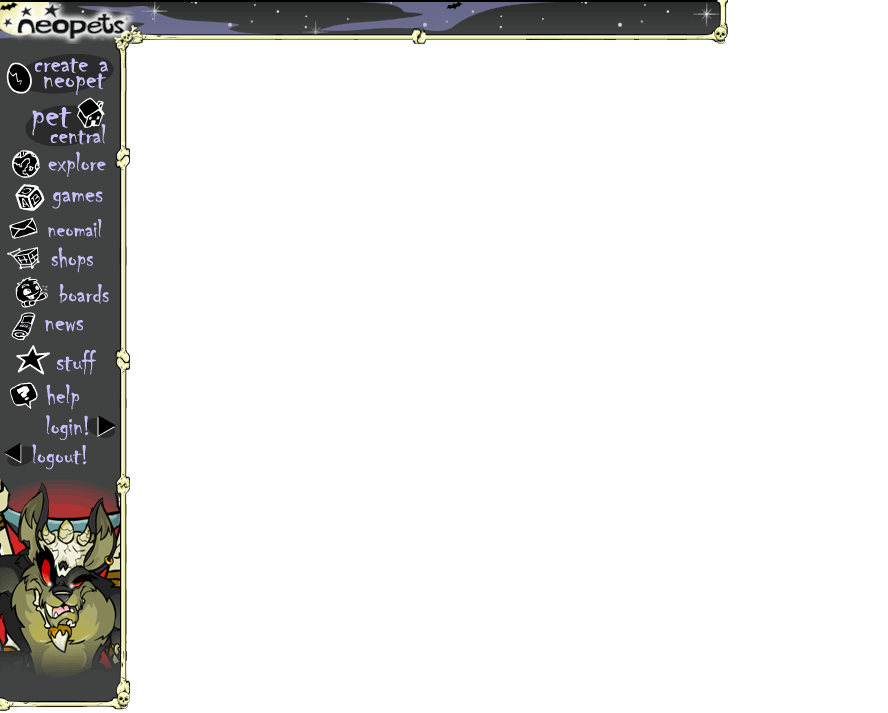 neopets
create a
neopet
pet
central
explore
games
neomail
shops
boards
news
stuff
help
login!
logout!